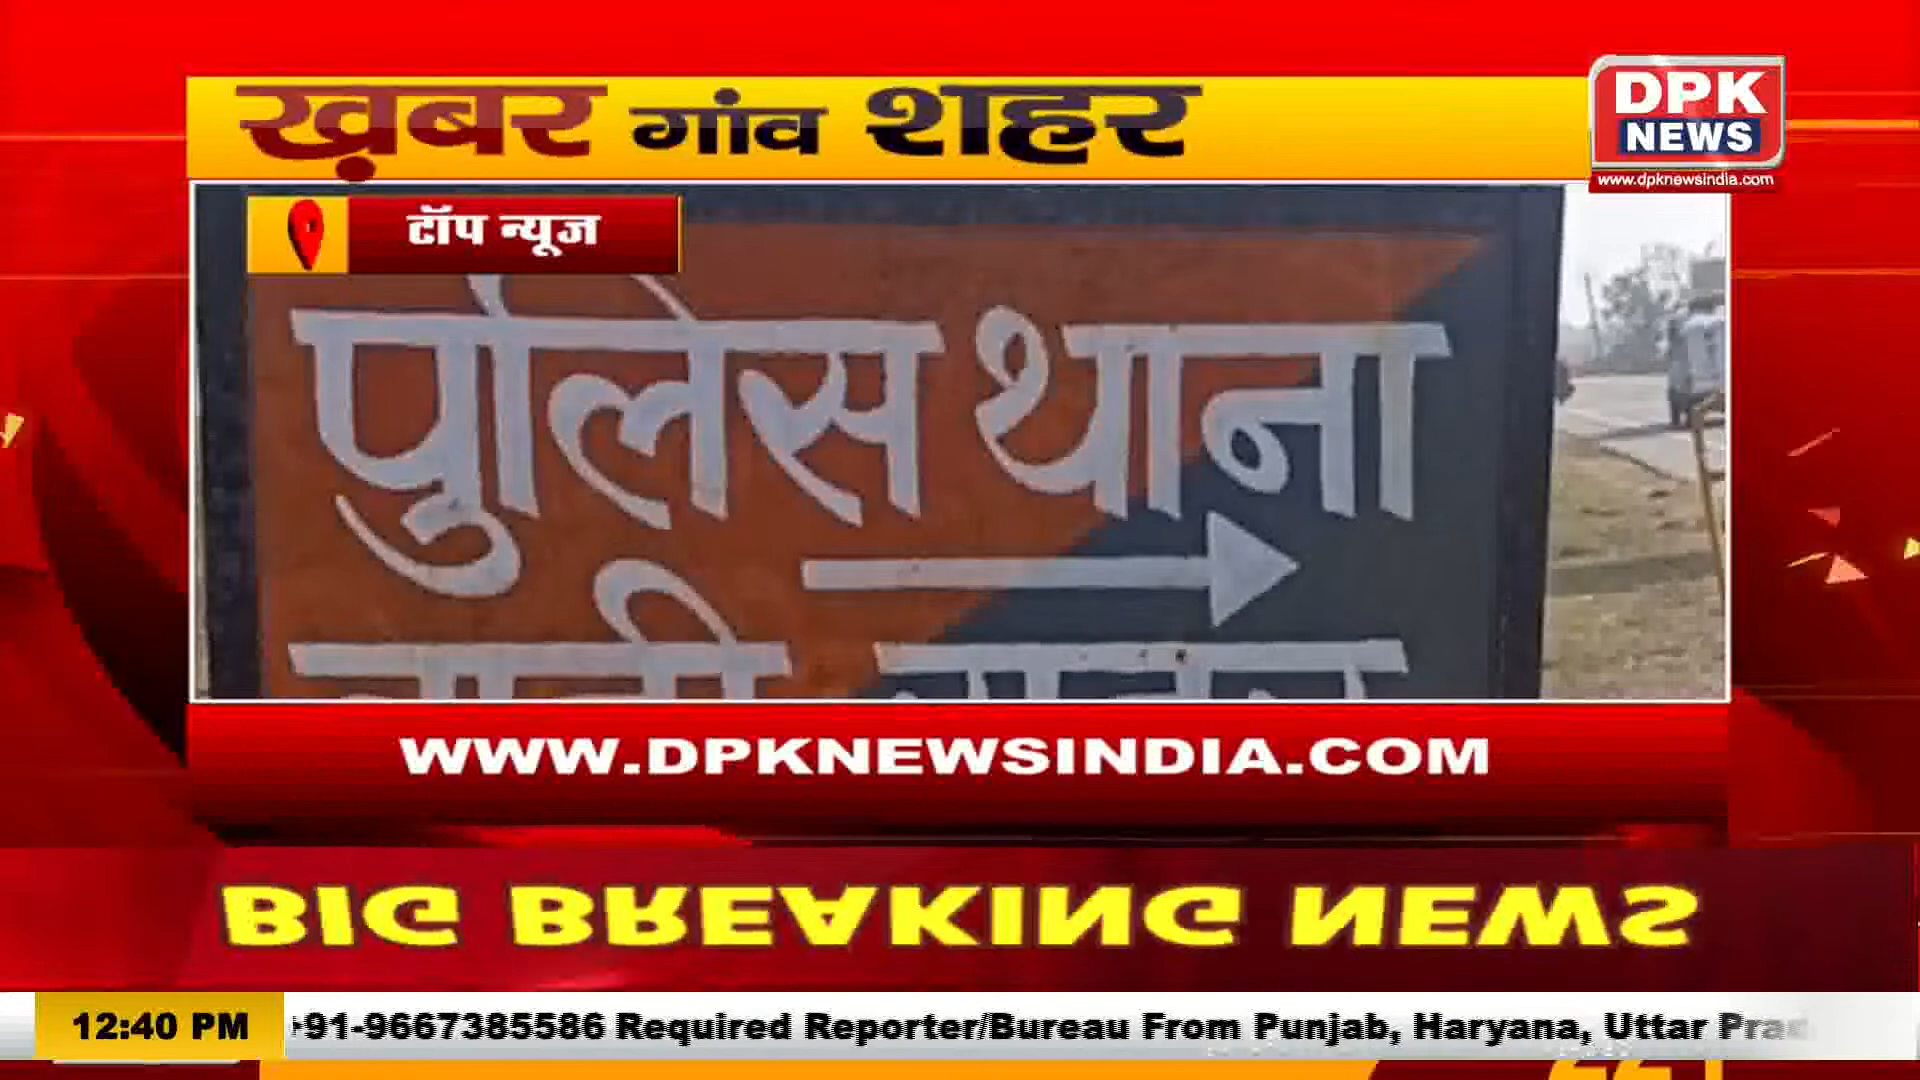 ख़बर गांव शहर
DPK
NEWS
www.dpknewsindia.com
टॉप न्यूज
पुलिस थाना
WWW.DPKNEWSINDIA.COM
BIG BREAKING NEWS
12:40 PM
+91-9667385586 Required Reporter/Bureau From Punjab, Haryana, Uttar